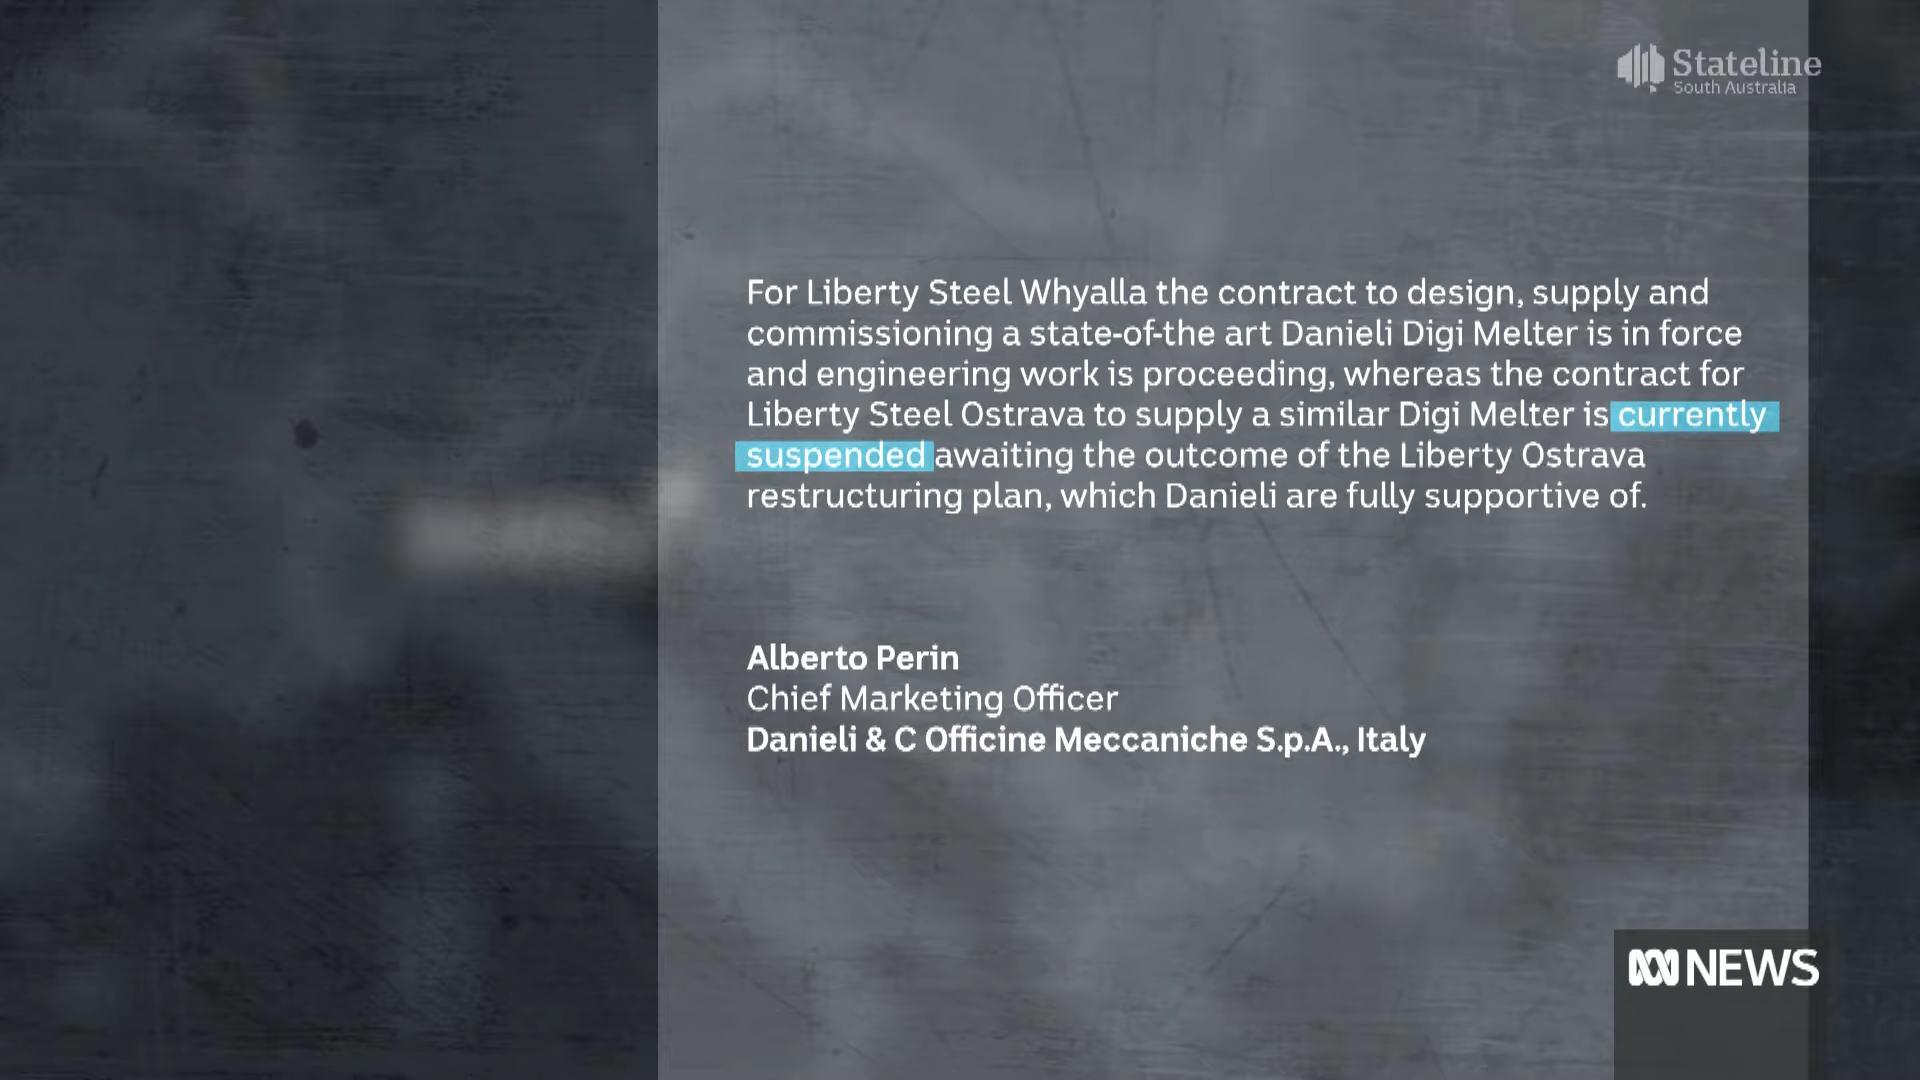 Stateline
South Australia
For Liberty Steel Whyalla the contract to design, supply and
commissioning a state-of-the art Danieli Digi Melter is in force
and engineering work is proceeding, whereas the contract for
Liberty Steel Ostrava to supply a similar Digi Melter is currently
suspended awaiting the outcome of the Liberty Ostrava
restructuring plan, which Danieli are fully supportive of.
Alberto Perin
Chief Marketing Officer
Danieli & C Officine Meccaniche S.p.A., Italy
NEWS